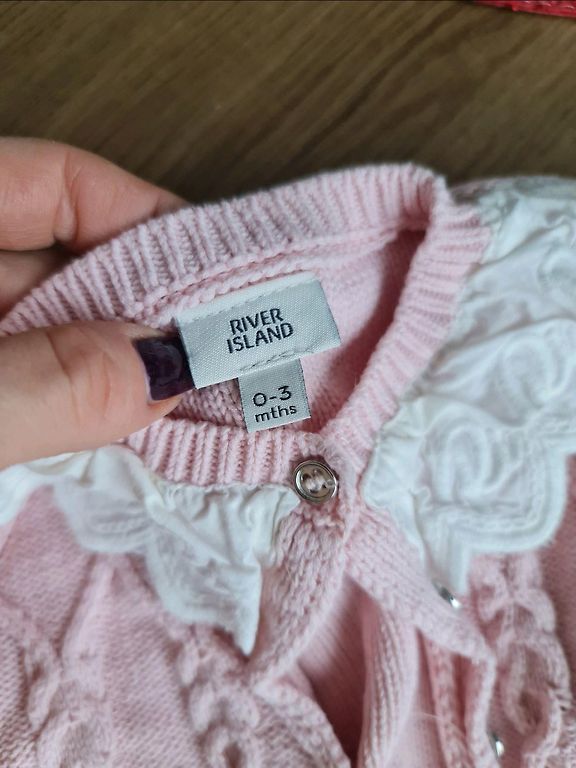 RIVER
ISLAND
0-3
mths